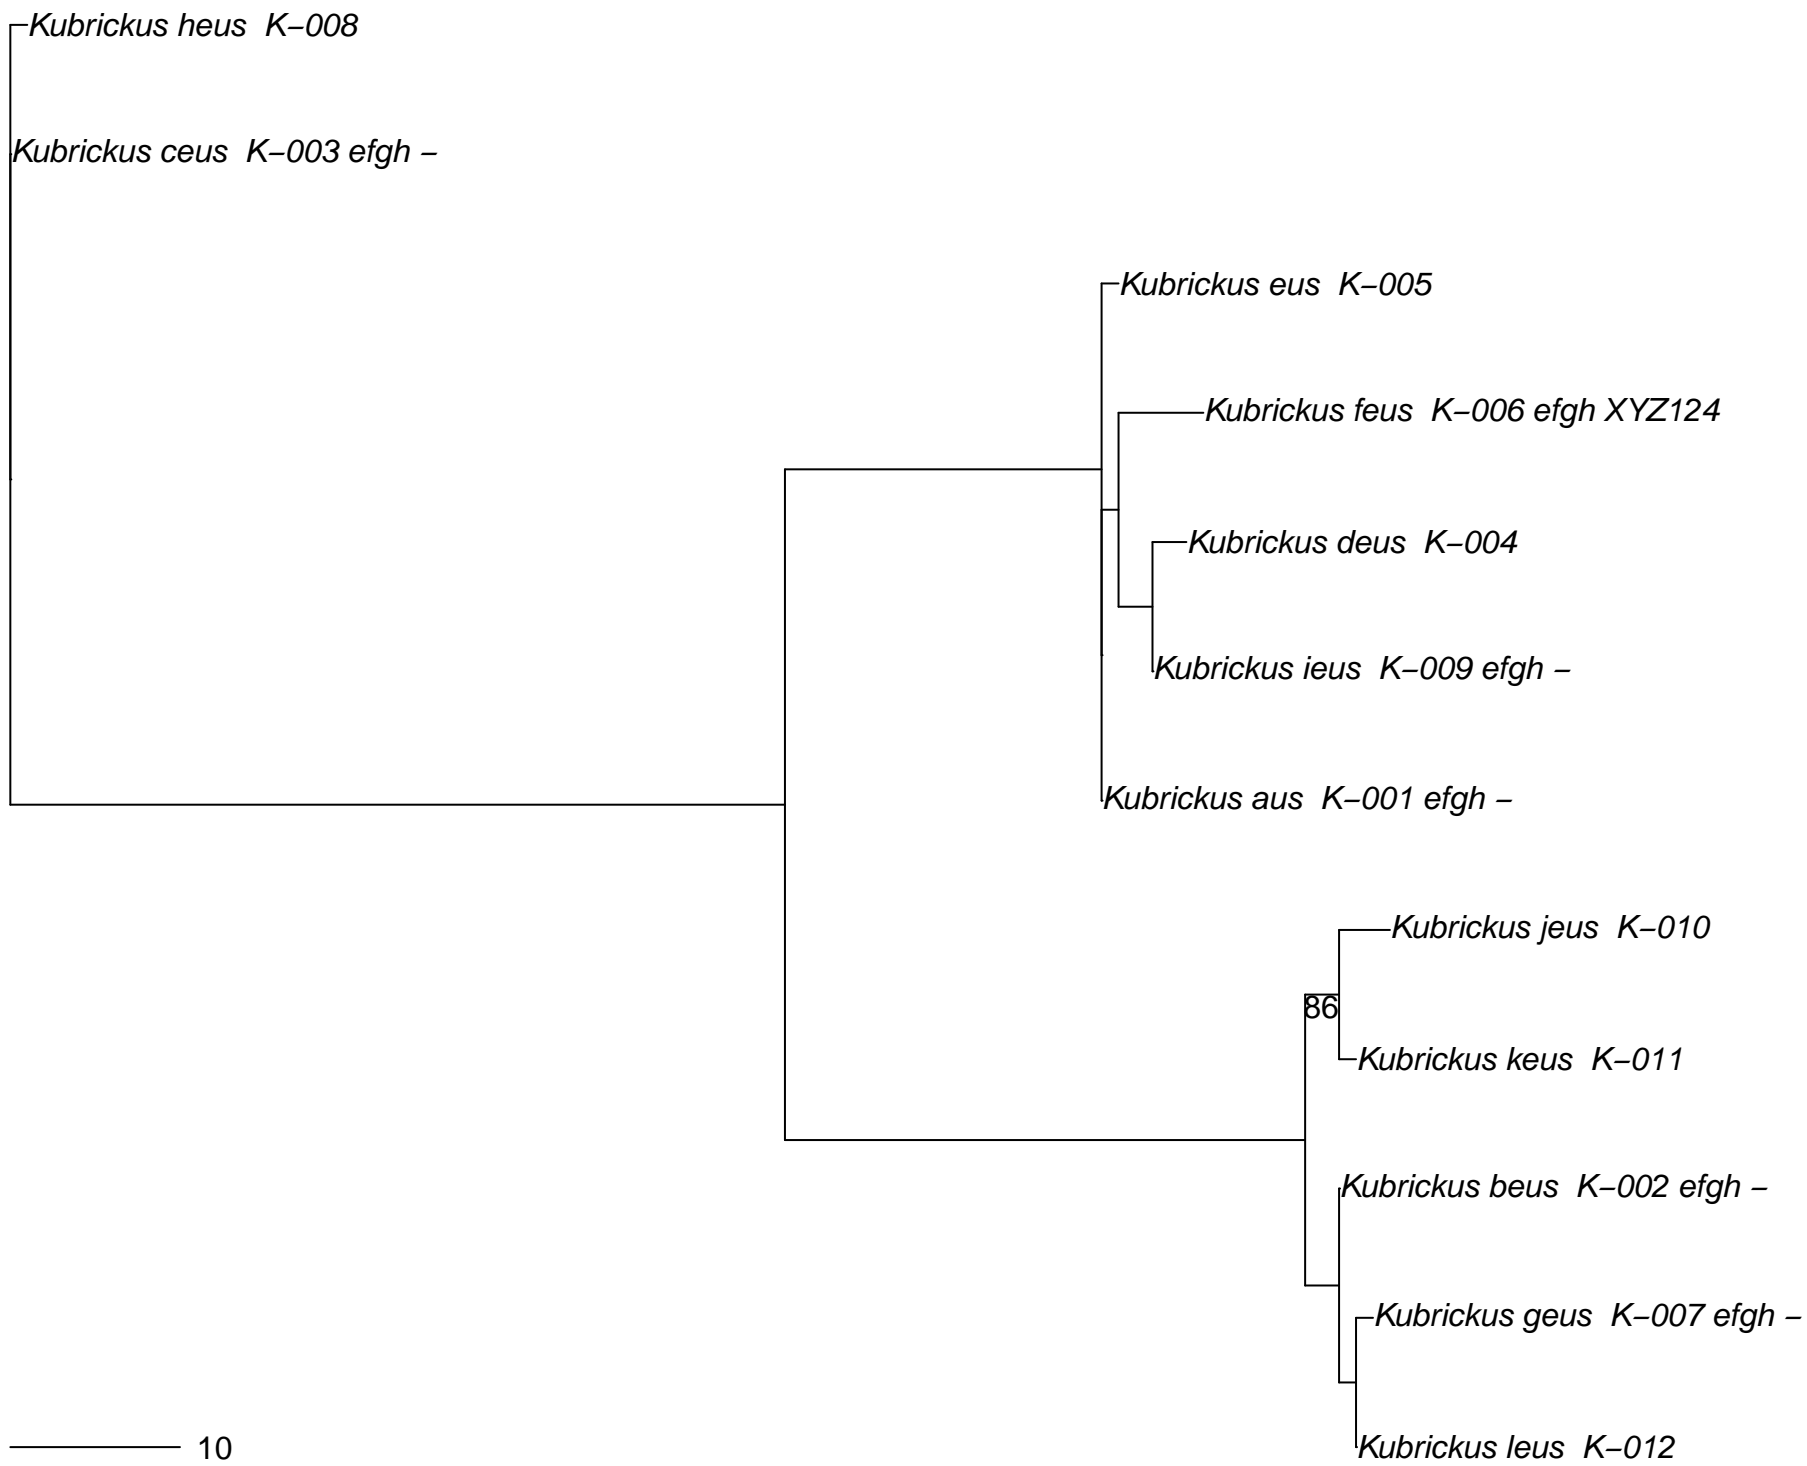 Kubrickus heus K−008
Kubrickus ceus K−003 efgh −
Kubrickus eus K−005
Kubrickus feus K−006 efgh XYZ124
Kubrickus deus K−004
Kubrickus ieus K−009 efgh −
Kubrickus aus K−001 efgh −
Kubrickus jeus K−010
86
Kubrickus keus K−011
Kubrickus beus K−002 efgh −
Kubrickus geus K−007 efgh −
Kubrickus leus K−012
10